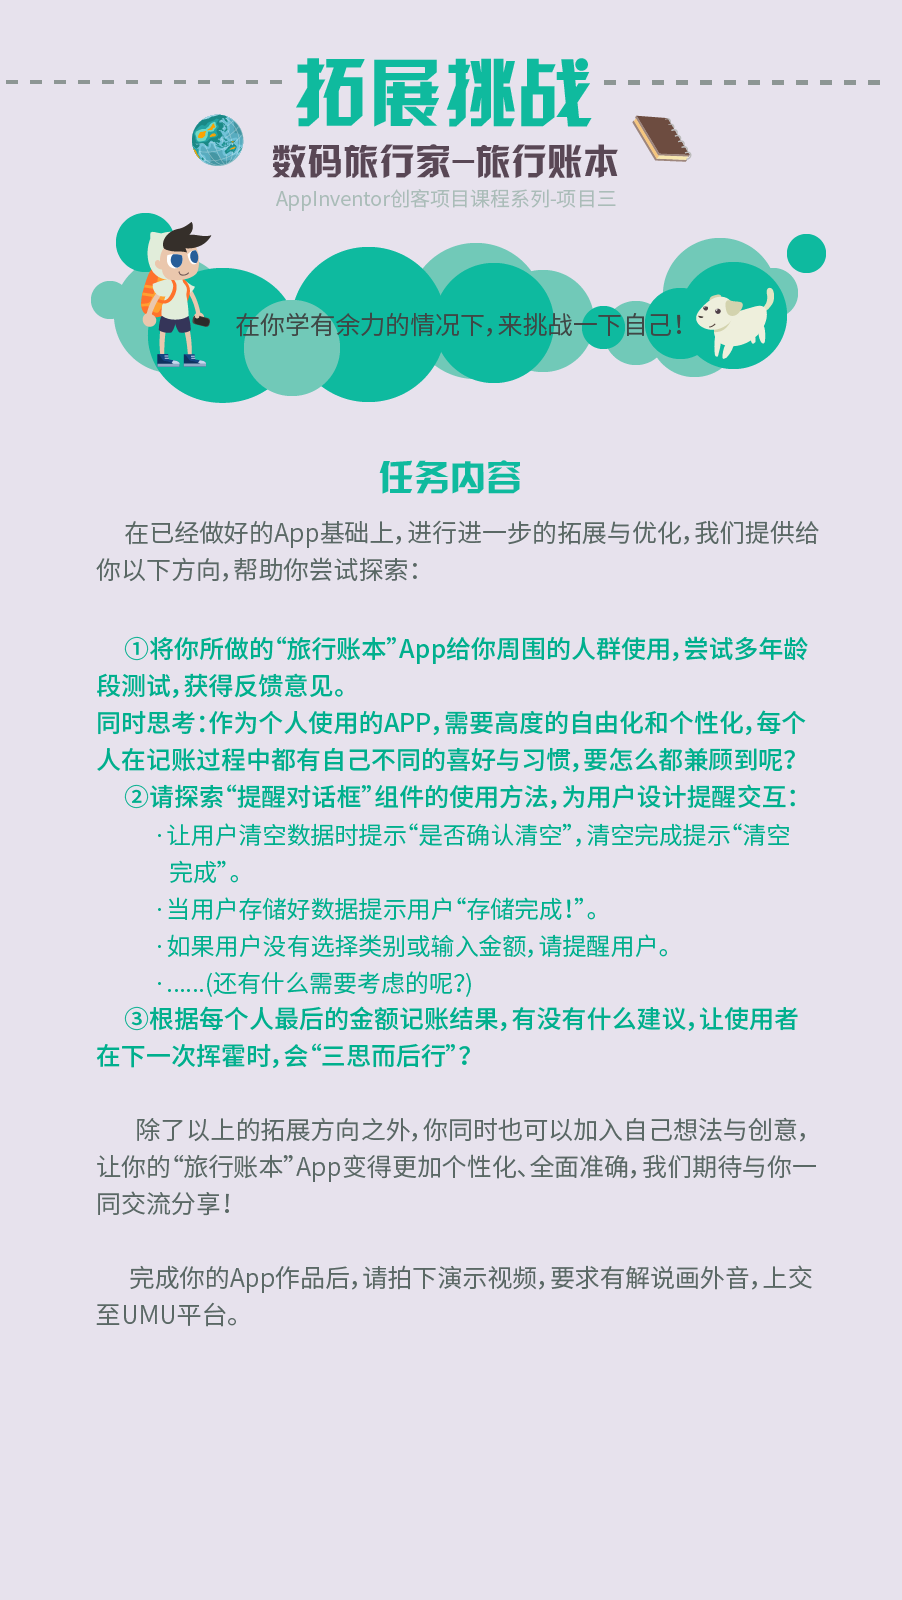 拓展挑战
数码旅行家—旅行账本
AppInventor创客项目课程系列-项目三
在你学有余力的情况下，来挑战一下自己！
任务内容
在已经做好的App基础上，进行进一步的拓展与优化，我们提供给
你以下方向，帮助你尝试探索：
①将你所做的“旅行账本”App给你周围的人群使用，尝试多年龄
段测试，获得反馈意见。
同时思考：作为个人使用的APP，需要高度的自由化和个性化，每个
人在记账过程中都有自己不同的喜好与习惯，要怎么都兼顾到呢？
②请探索“提醒对话框”组件的使用方法，为用户设计提醒交互：
·让用户清空数据时提示“是否确认清空”，清空完成提示“清空
完成”。
·当用户存储好数据提示用户“存储完成！”。
·如果用户没有选择类别或输入金额，请提醒用户。
·......(还有什么需要考虑的呢？)
③根据每个人最后的金额记账结果，有没有什么建议，让使用者
在下一次挥霍时，会“三思而后行”？
除了以上的拓展方向之外，你同时也可以加入自己想法与创意，
让你的“旅行账本”App变得更加个性化、全面准确，我们期待与你一
同交流分享！
完成你的App作品后，请拍下演示视频，要求有解说画外音，上交
至UMU平台。